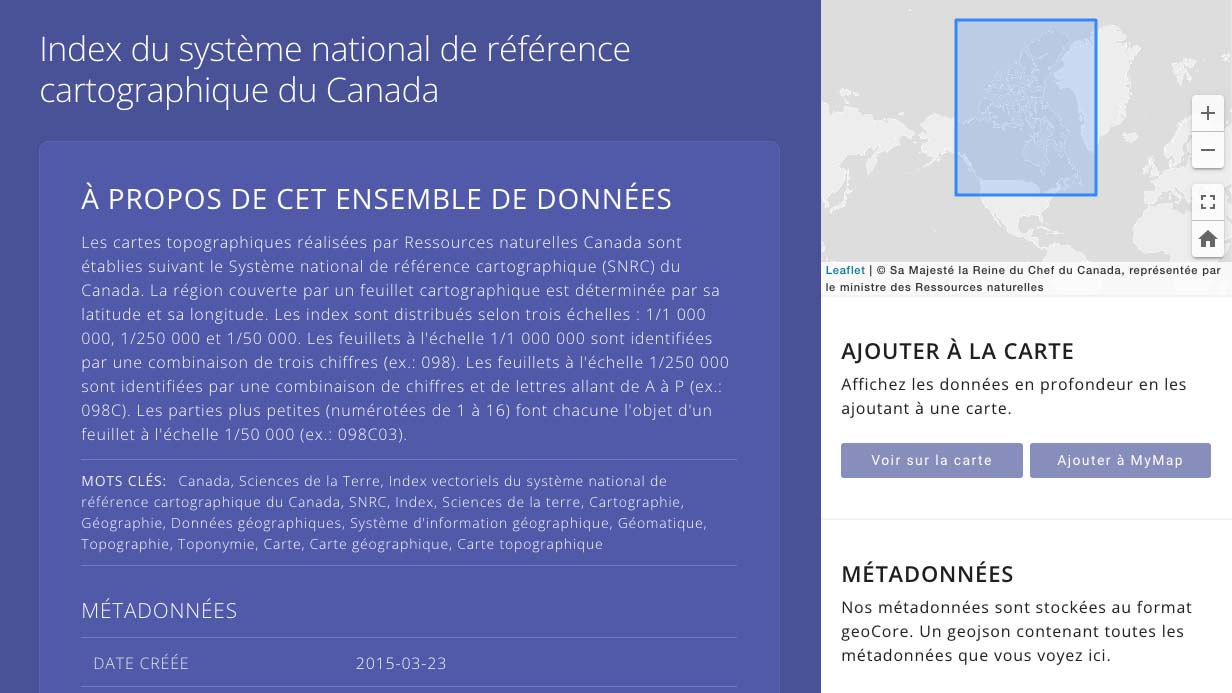 Index du système national de référence
cartographique du Canada
À PROPOS DE CET ENSEMBLE DE DONNÉES
Les cartes topographiques réalisées par Ressources naturelles Canada sont
établies suivant le Système national de référence cartographique (SNRC) du
Canada. La région couverte par un feuillet cartographique est déterminée par sa
latitude et sa longitude. Les index sont distribués selon trois échelles : 1/1 000
000, 1/250 000 et 1/50 000. Les feuillets à l'échelle 1/1 000 000 sont identifiées
par une combinaison de trois chiffres (ex.: 098). Les feuillets à l'échelle 1/250 000
sont identifiées par une combinaison de chiffres et de lettres allant de A à P (ex.:
098C). Les parties plus petites (numérotées de 1 à 16) font chacune l'objet d'un
feuillet à l'échelle 1/50 000 (ex.: 098C03).
MOTS CLÉS: Canada, Sciences de la Terre, Index vectoriels du système national de
référence cartographique du Canada, SNRC, Index, Sciences de la terre, Cartographie,
Géographie, Données géographiques, Système d'information géographique, Géomatique,
Topographie, Toponymie, Carte, Carte géographique, Carte topographique
MÉTADONNÉES
DATE CRÉÉE 2015-03-23
Leaflet | © Sa Majesté la Reine du Chef du Canada, représentée par
le ministre des Ressources naturelles
AJOUTER À LA CARTE
Affichez les données en profondeur en les
ajoutant à une carte.
Voir sur la carte
Ajouter à MyMap
MÉTADONNÉES
Nos métadonnées sont stockées au format
geoCore. Un geojson contenant toutes les
métadonnées que vous voyez ici.